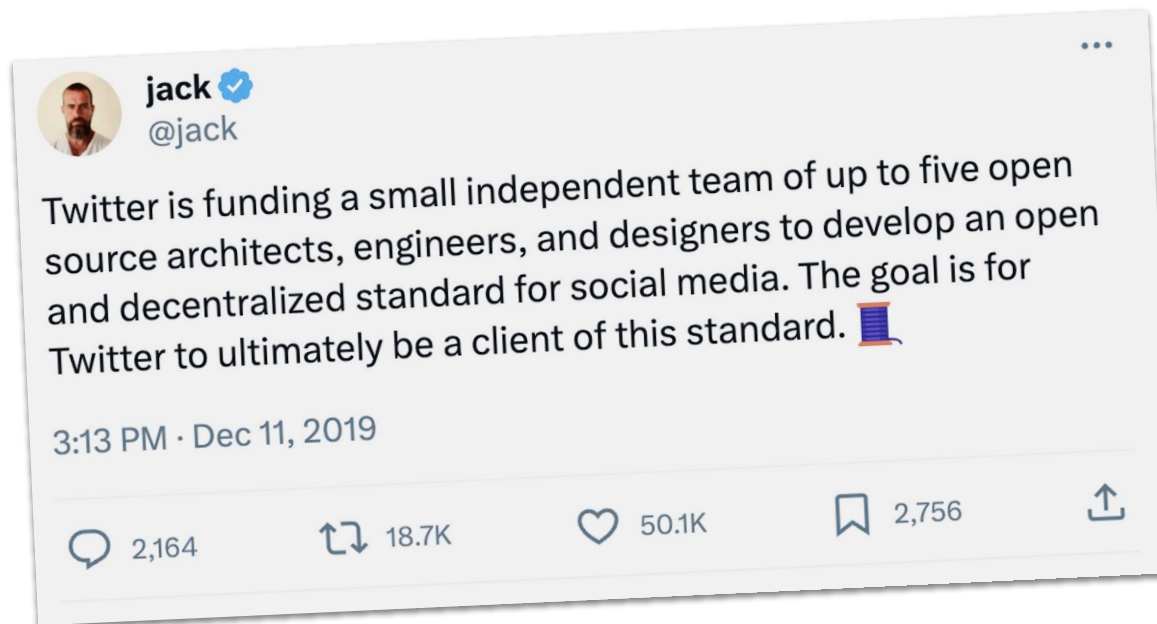 jack
@jack
Twitter is funding a small independent team of up to five open
source architects, engineers, and designers to develop an open
and decentralized standard for social media. The goal is for
Twitter to ultimately be a client of this standard. 🧵
3:13 PM · Dec 11, 2019
2,164 18.7K 50.1K 2,756